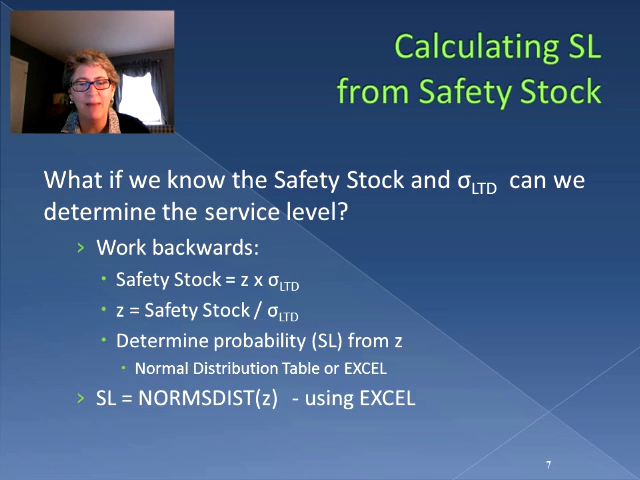 Calculating SL
from Safety Stock
What if we know the Safety Stock and σLTD can we
determine the service level?
› Work backwards:
• Safety Stock = z x σLTD
• z = Safety Stock / σLTD
• Determine probability (SL) from z
• Normal Distribution Table or EXCEL
› SL = NORMSDIST(z) - using EXCEL
7